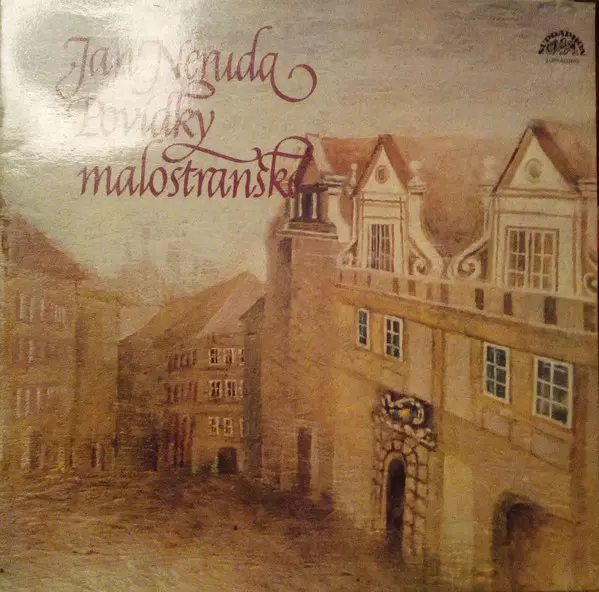 Jan Neruda
Povídky
malostranské
SUPRAPHON